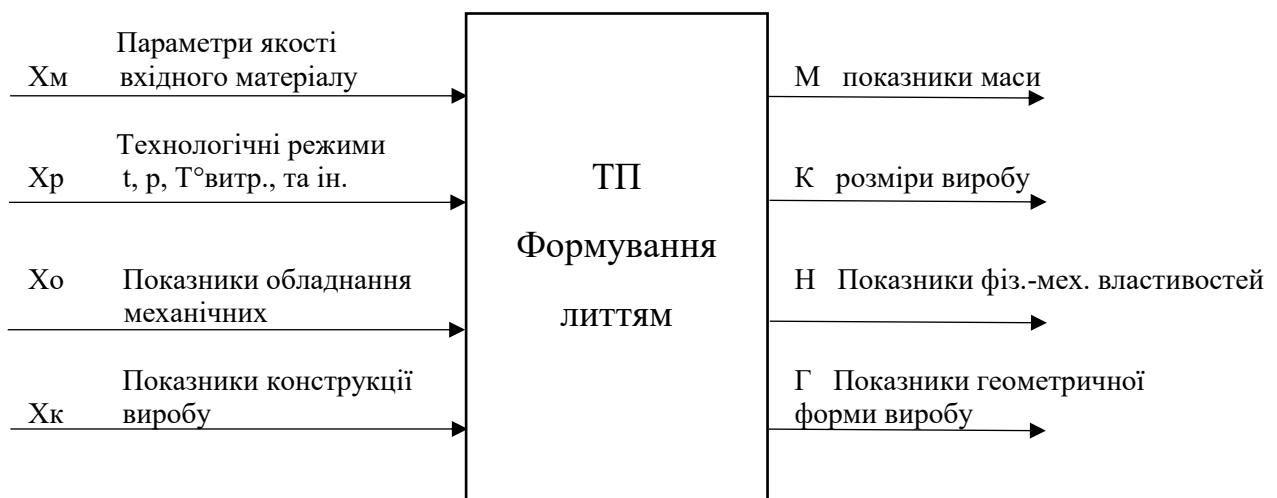 Параметри якості
Хм вхідного матеріалу
Технологічні режими
Хр t, p, T°витр., та ін.
Хо Показники обладнання
механічних
Показники конструкції
Хк виробу
ТП
Формування
литтям
М показники маси
К розміри виробу
Н Показники фіз.-мех. властивостей
Г Показники геометричної
форми виробу